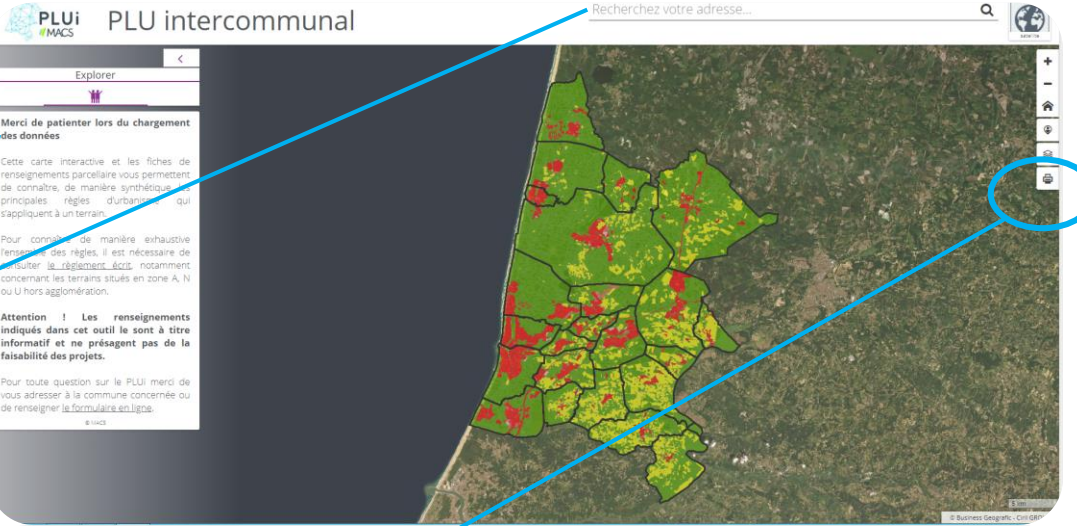 PLUi
MACS
PLU intercommunal
Recherchez votre adresse...
Explorer
Merci de patienter lors du chargement
des données
Cette carte interactive et les fiches de
renseignements parcellaire vous permettent
de connaître, de manière synthétique, les
principales règles d'urbanisme qui
s'appliquent à un terrain.
Pour connaître de manière exhaustive
l'ensemble des règles, il est nécessaire de
consulter le règlement écrit, notamment
concernant les terrains situés en zone A, N
ou U hors agglomération.
Attention ! Les renseignements
indiqués dans cet outil le sont à titre
informatif et ne présagent pas de la
faisabilité des projets.
Pour toute question sur le PLUi merci de
vous adresser à la commune concernée ou
de renseigner le formulaire en ligne.
© MACS
5 km
© Business Geografic - Ciril GRO